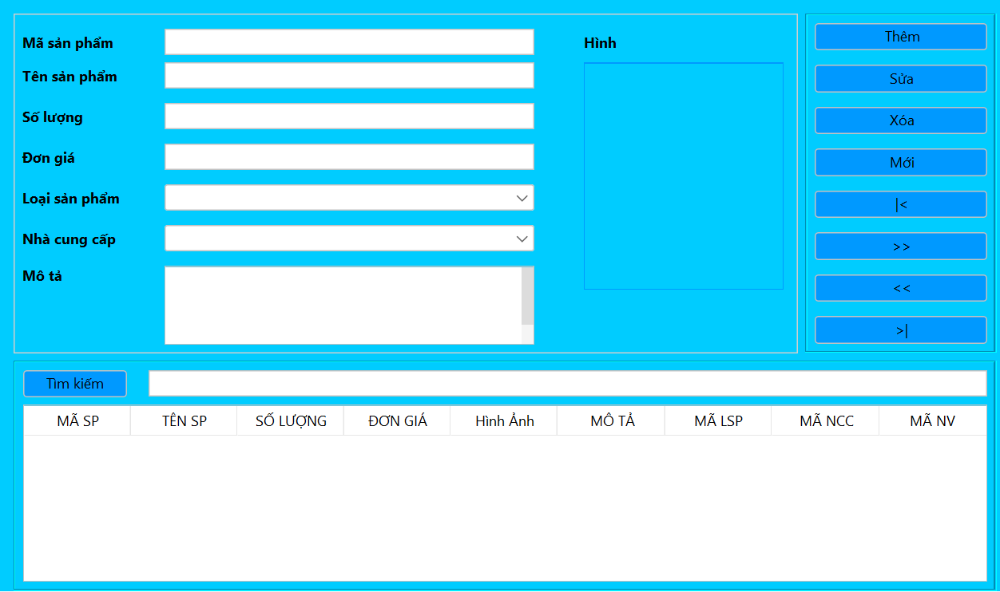 Mã sản phẩm
Tên sản phẩm
Số lượng
Đơn giá
Loại sản phẩm
Nhà cung cấp
Mô tả
Hình
Thêm
Sửa
Xóa
Mới
|<
>>
<<
>|
Tìm kiếm
MÃ SP TÊN SP SỐ LƯỢNG ĐƠN GIÁ Hình Ảnh MÔ TẢ MÃ LSP MÃ NCC MÃ NV